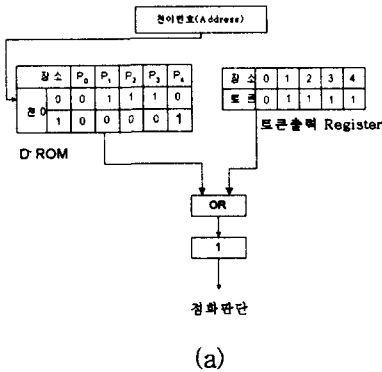 천이번호(Address)
장소 P₀ P₁ P₂ P₃ P₄
천이 0 0 1 1 1 0
1 0 0 0 0 1
D-ROM
장소 0 1 2 3 4
토큰 0 1 1 1 1
토큰출력 Register
OR
1
점화판단
(a)